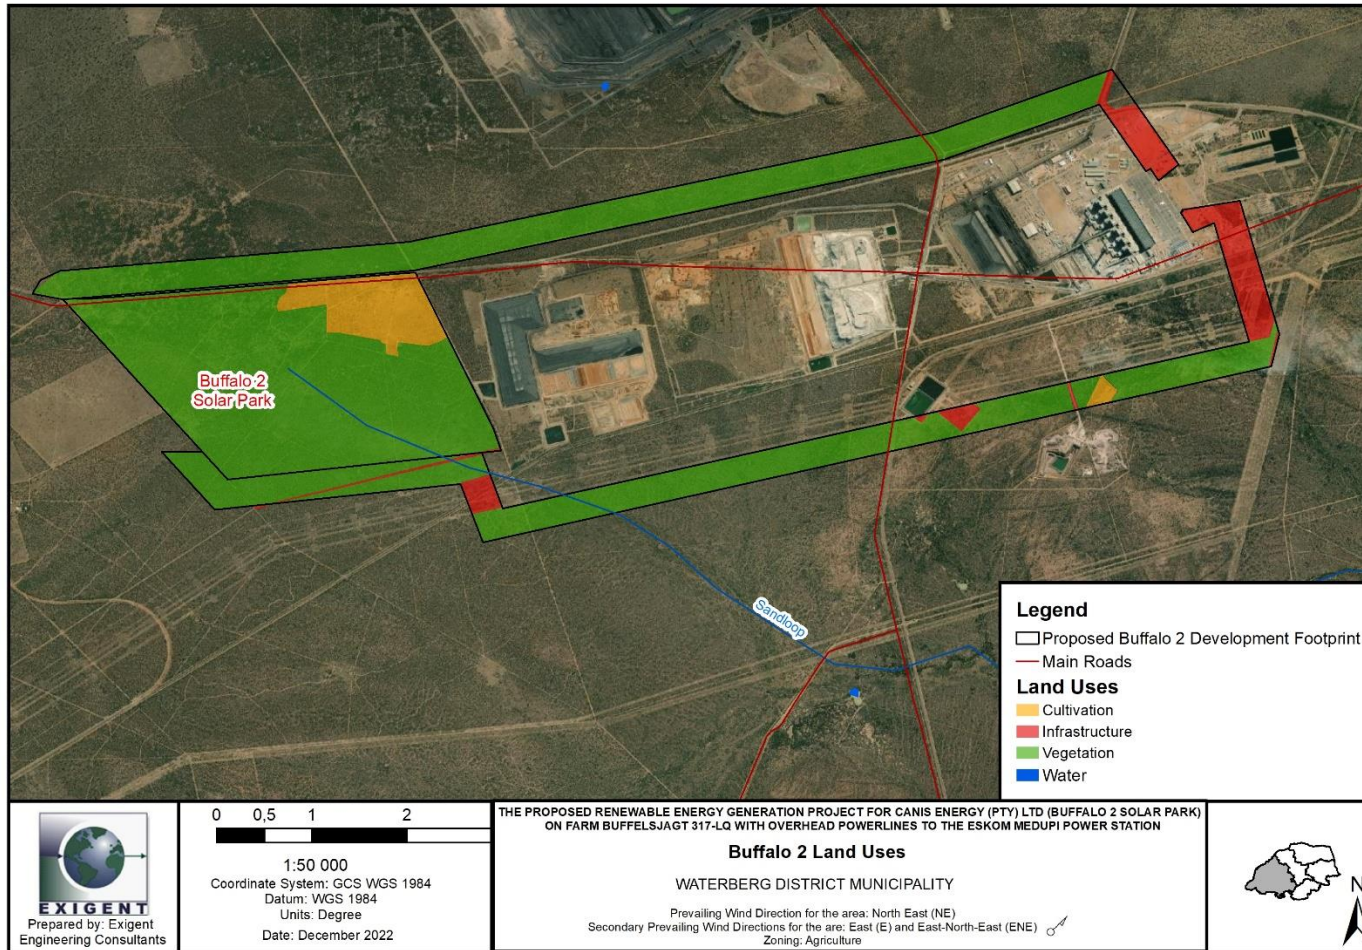 Buffalo 2
Solar Park
Sandloop
Legend
Proposed Buffalo 2 Development Footprint
Main Roads
Land Uses
Cultivation
Infrastructure
Vegetation
Water
EXIGENT
Prepared by: Exigent
Engineering Consultants
0 0,5 1 2
1:50 000
Coordinate System: GCS WGS 1984
Datum: WGS 1984
Units: Degree
Date: December 2022
THE PROPOSED RENEWABLE ENERGY GENERATION PROJECT FOR CANIS ENERGY (PTY) LTD (BUFFALO 2 SOLAR PARK)
ON FARM BUFFELSJAGT 317-LQ WITH OVERHEAD POWERLINES TO THE ESKOM MEDUPI POWER STATION
Buffalo 2 Land Uses
WATERBERG DISTRICT MUNICIPALITY
Prevailing Wind Direction for the area: North East (NE)
Secondary Prevailing Wind Directions for the are: East (E) and East-North-East (ENE)
Zoning: Agriculture
N